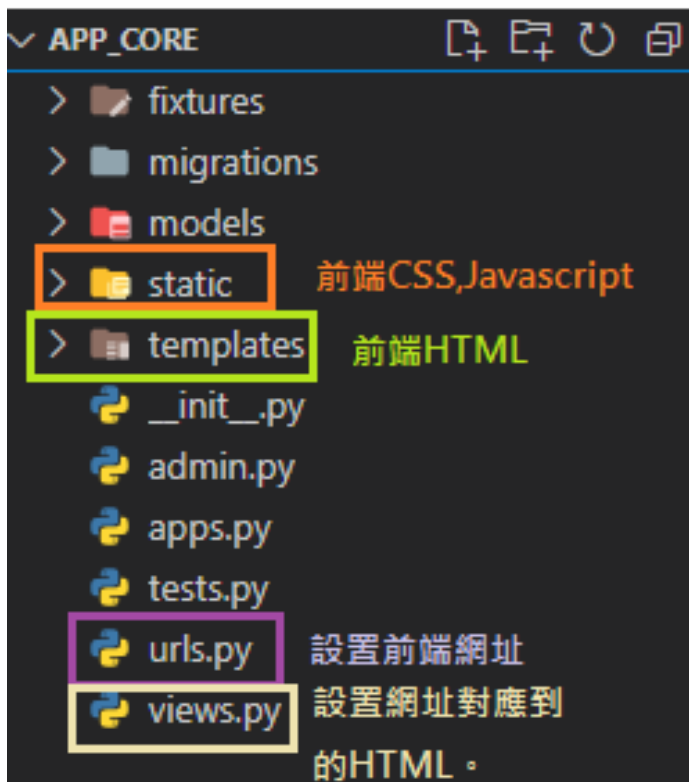 APP_CORE
fixtures
migrations
models
static 前端CSS,Javascript
templates 前端HTML
__init__.py
admin.py
apps.py
tests.py
urls.py 設置前端網址
views.py 設置網址對應到
的HTML。